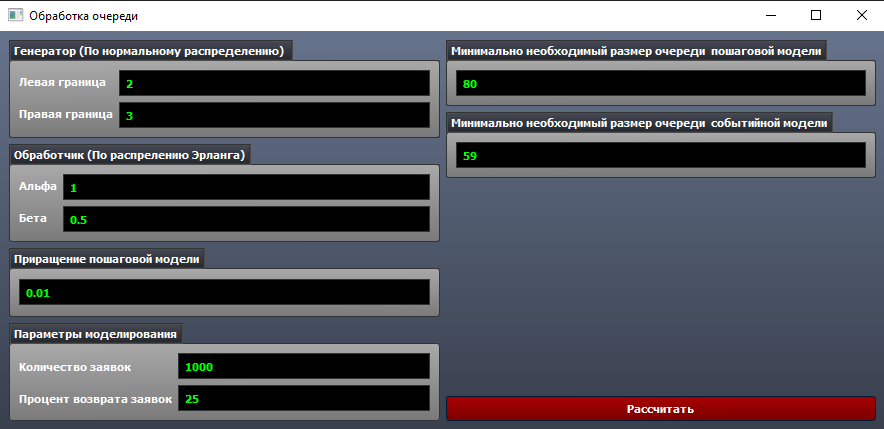 Обработка очереди
Генератор (По нормальному распределению)
Левая граница 2
Правая граница 3
Обработчик (По распрелению Эрланга)
Альфа 1
Бета 0.5
Приращение пошаговой модели
0.01
Параметры моделирования
Количество заявок 1000
Процент возврата заявок 25
Минимально необходимый размер очереди пошаговой модели
80
Минимально необходимый размер очереди событийной модели
59
Рассчитать